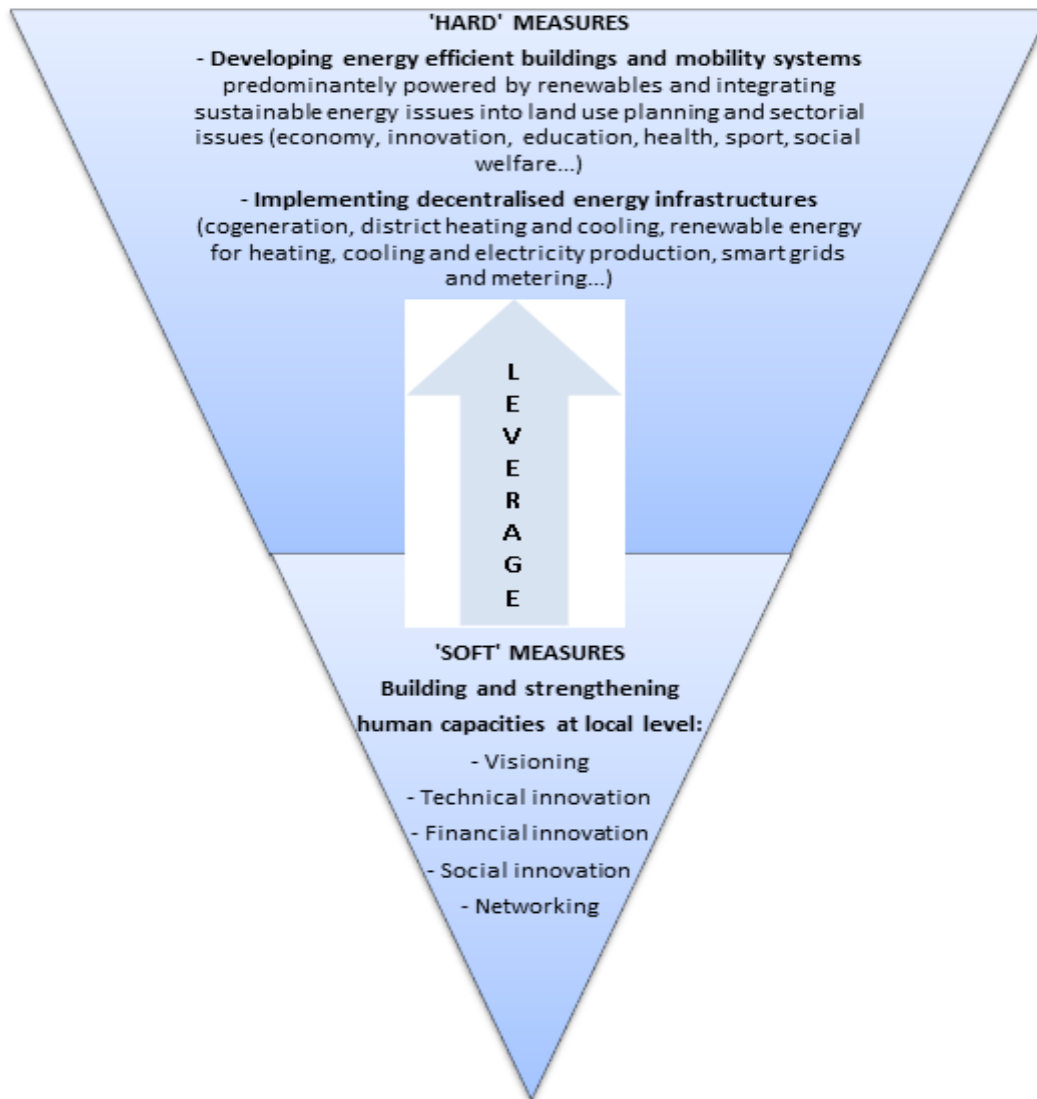 'HARD' MEASURES
- Developing energy efficient buildings and mobility systems
predominantely powered by renewables and integrating
sustainable energy issues into land use planning and sectorial
issues (economy, innovation, education, health, sport, social
welfare...)
- Implementing decentralised energy infrastructures
(cogeneration, district heating and cooling, renewable energy
for heating, cooling and electricity production, smart grids
and metering...)
L
E
V
E
R
A
G
E
'SOFT' MEASURES
Building and strengthening
human capacities at local level:
- Visioning
- Technical innovation
- Financial innovation
- Social innovation
- Networking